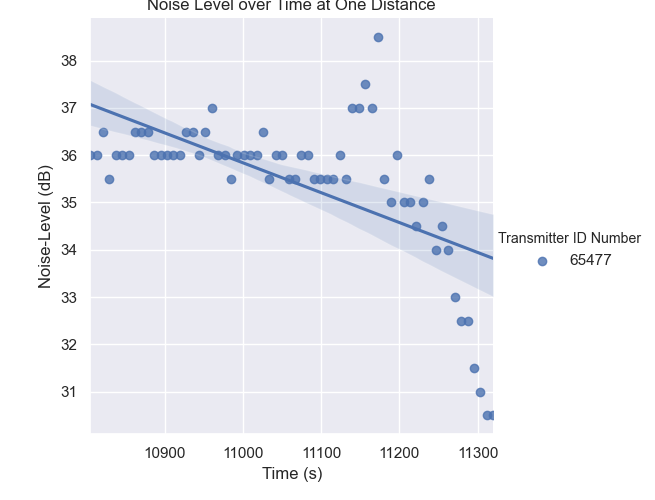 Noise Level over Time at One Distance
38
37
36
35
34
33
32
31
Noise-Level (dB)
10900 11000 11100 11200 11300
Time (s)
Transmitter ID Number
65477